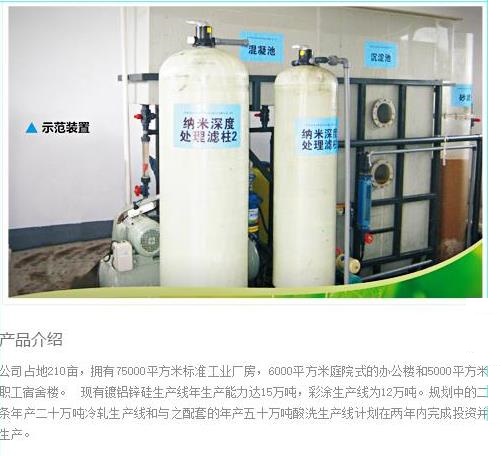 混凝池
沉淀池
砂滤
纳米深度
处理滤柱2
纳米深度
处理滤柱
▲ 示范装置
产品介绍
公司占地210亩，拥有75000平方米标准工业厂房，6000平方米庭院式的办公楼和5000平方米
职工宿舍楼。 现有镀铝锌硅生产线年生产能力达15万吨，彩涂生产线为12万吨。规划中的二
条年产二十万吨冷轧生产线和与之配套的年产五十万吨酸洗生产线计划在两年内完成投资并
生产。